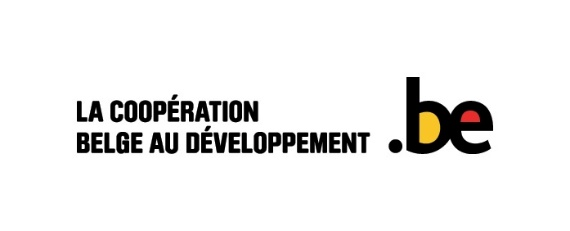 LA COOPÉRATION
BELGE AU DÉVELOPPEMENT .be